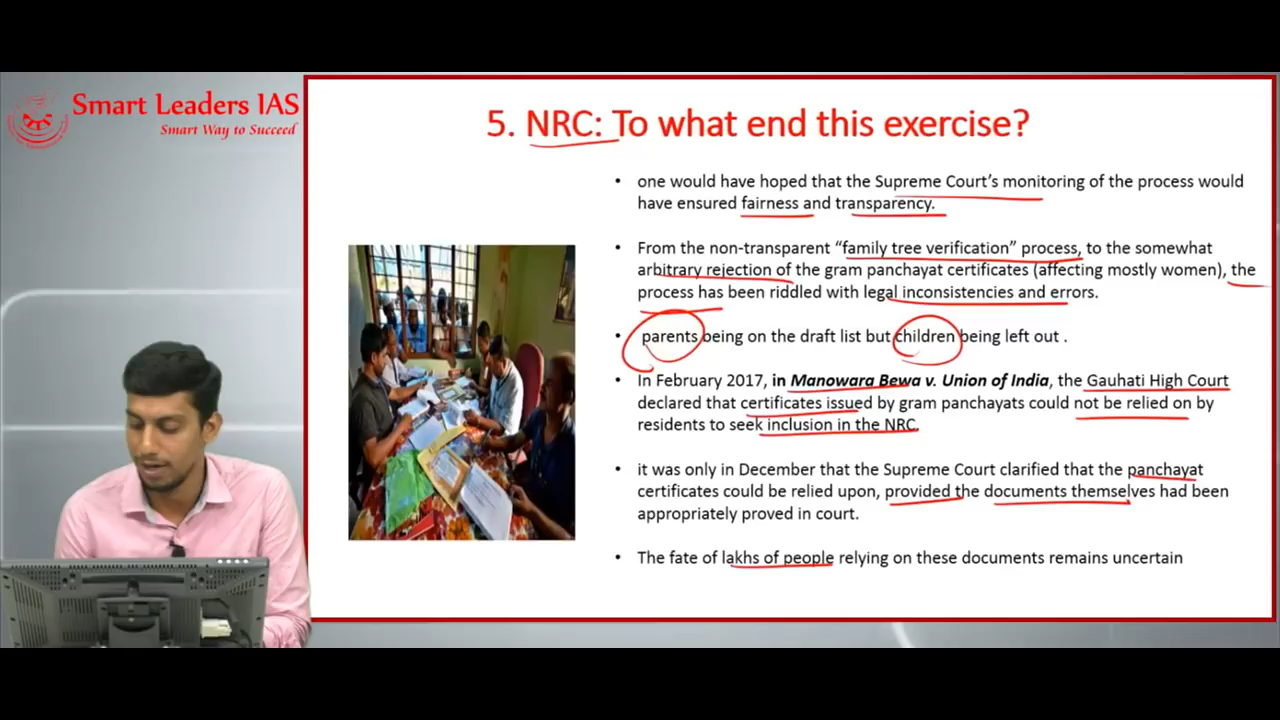 Smart Leaders IAS
Smart Way to Succeed
5. NRC: To what end this exercise?
• one would have hoped that the Supreme Court's monitoring of the process would
have ensured fairness and transparency.
• From the non-transparent “family tree verification” process, to the somewhat
arbitrary rejection of the gram panchayat certificates (affecting mostly women), the
process has been riddled with legal inconsistencies and errors.
• parents being on the draft list but children being left out .
• In February 2017, in Manowara Bewa v. Union of India, the Gauhati High Court
declared that certificates issued by gram panchayats could not be relied on by
residents to seek inclusion in the NRC.
• it was only in December that the Supreme Court clarified that the panchayat
certificates could be relied upon, provided the documents themselves had been
appropriately proved in court.
• The fate of lakhs of people relying on these documents remains uncertain